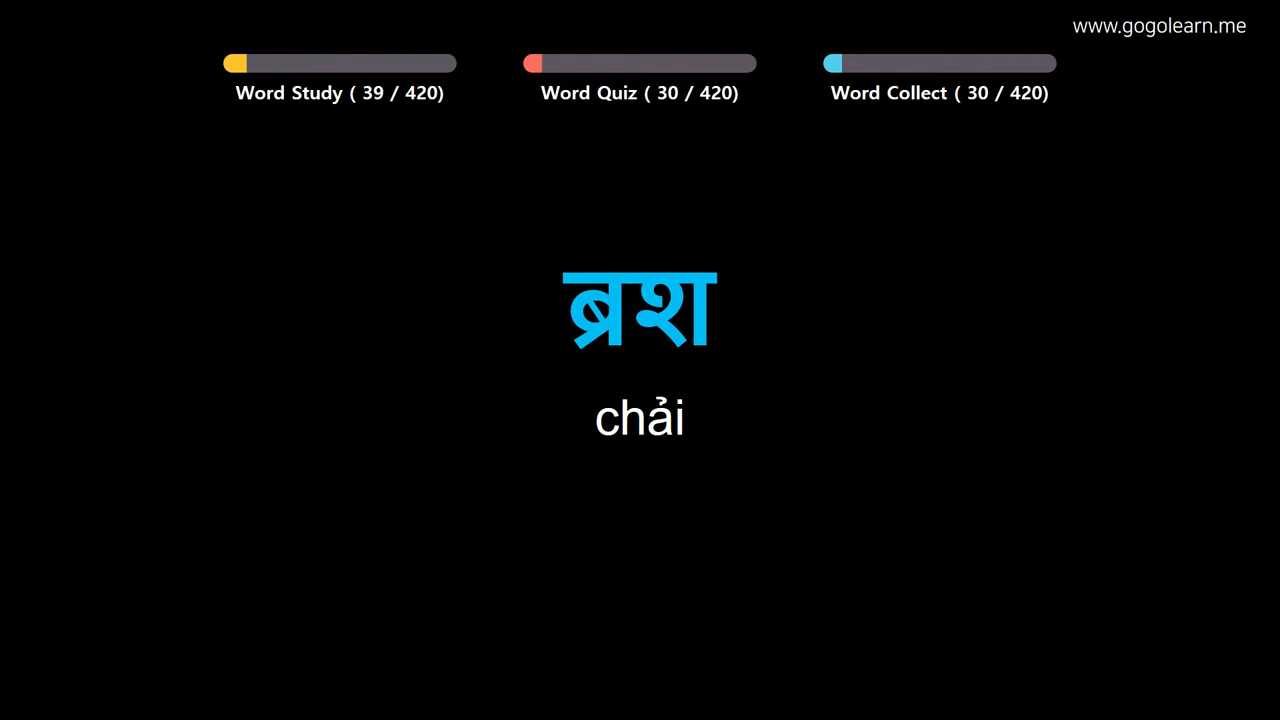 www.gogolearn.me
Word Study ( 39 / 420)
Word Quiz ( 30 / 420)
Word Collect ( 30 / 420)
ब्रश
chải